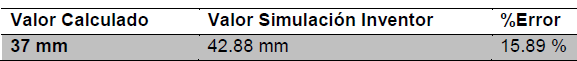 Valor Calculado Valor Simulación Inventor %Error
37 mm 42.88 mm 15.89 %